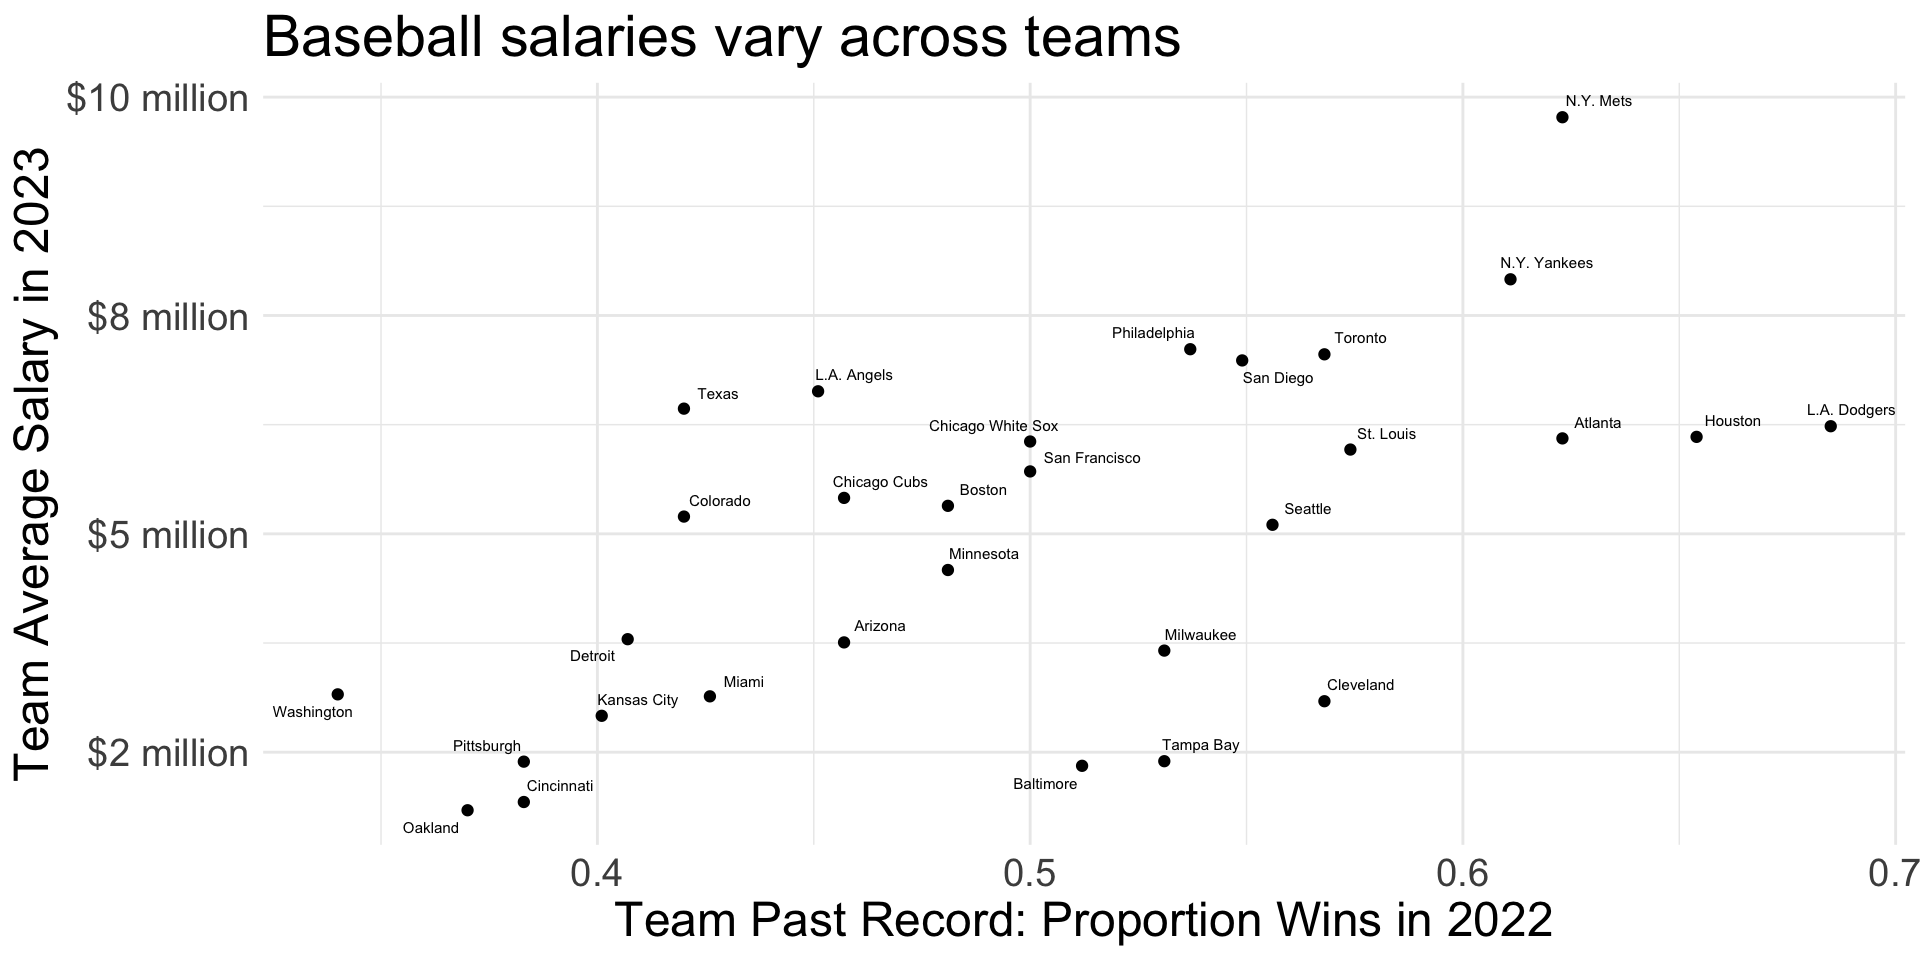 Baseball salaries vary across teams
Team Average Salary in 2023
$10 million
$8 million
$5 million
$2 million
N.Y. Mets
N.Y. Yankees
Philadelphia
Toronto
San Diego
L.A. Angels
Texas
L.A. Dodgers
Houston
Atlanta
Chicago White Sox
St. Louis
San Francisco
Chicago Cubs
Boston
Colorado
Seattle
Minnesota
Arizona
Milwaukee
Detroit
Miami
Cleveland
Kansas City
Washington
Pittsburgh
Tampa Bay
Baltimore
Cincinnati
Oakland
0.4
0.5
0.6
0.7
Team Past Record: Proportion Wins in 2022